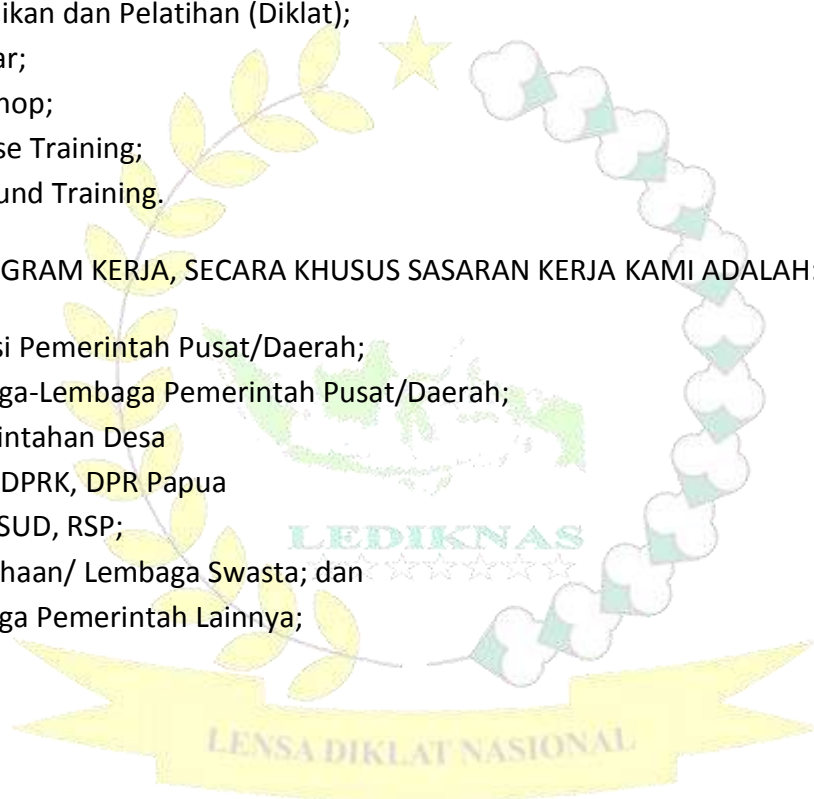 ikan dan Pelatihan (Diklat);
ar;
hop;
se Training;
und Training.
GRAM KERJA, SECARA KHUSUS SASARAN KERJA KAMI ADALAH:
si Pemerintah Pusat/Daerah;
ga-Lembaga Pemerintah Pusat/Daerah;
intahan Desa
DPRK, DPR Papua
SUD, RSP;
haan/ Lembaga Swasta; dan
ga Pemerintah Lainnya;
LEDIKNAS
LENSA DIKLAT NASIONAL